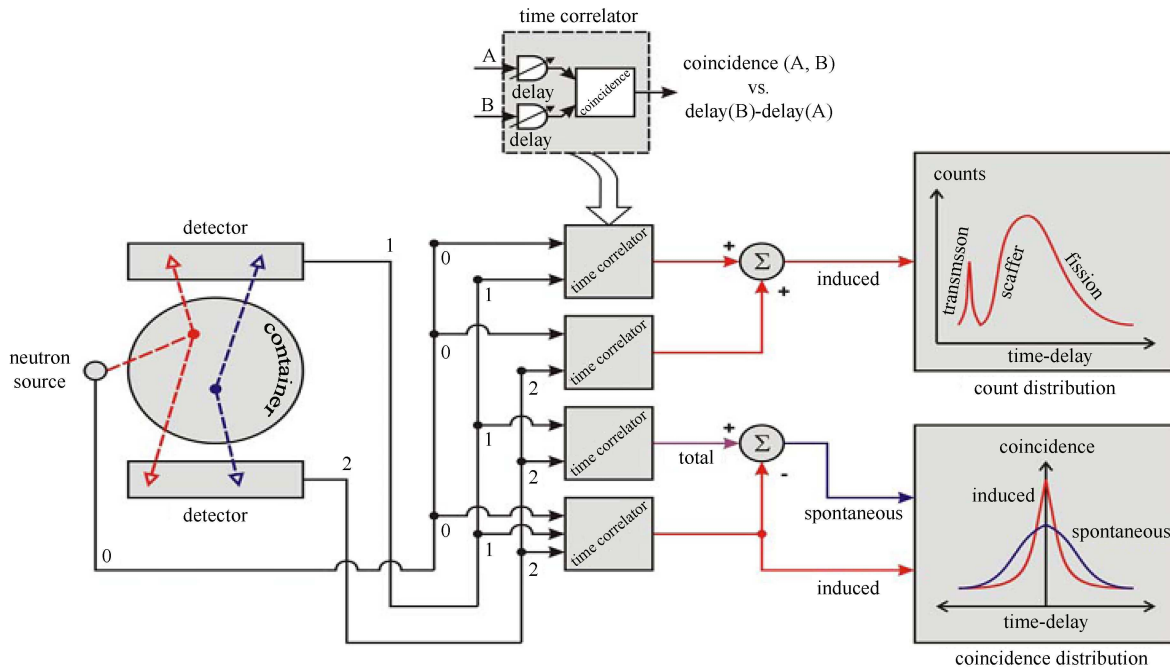 time correlator
A
delay
B
delay
coincidence
coincidence (A, B)
vs.
delay(B)-delay(A)
detector
1
0
1
time correlator
+
Σ
+
induced
counts
transmsson
scaffer
fission
time-delay
count distribution
neutron
source
container
0
2
time correlator
2
detector
0
1
2
time correlator
total
+
Σ
-
spontaneous
0
1
2
time correlator
induced
coincidence
induced
spontaneous
time-delay
coincidence distribution